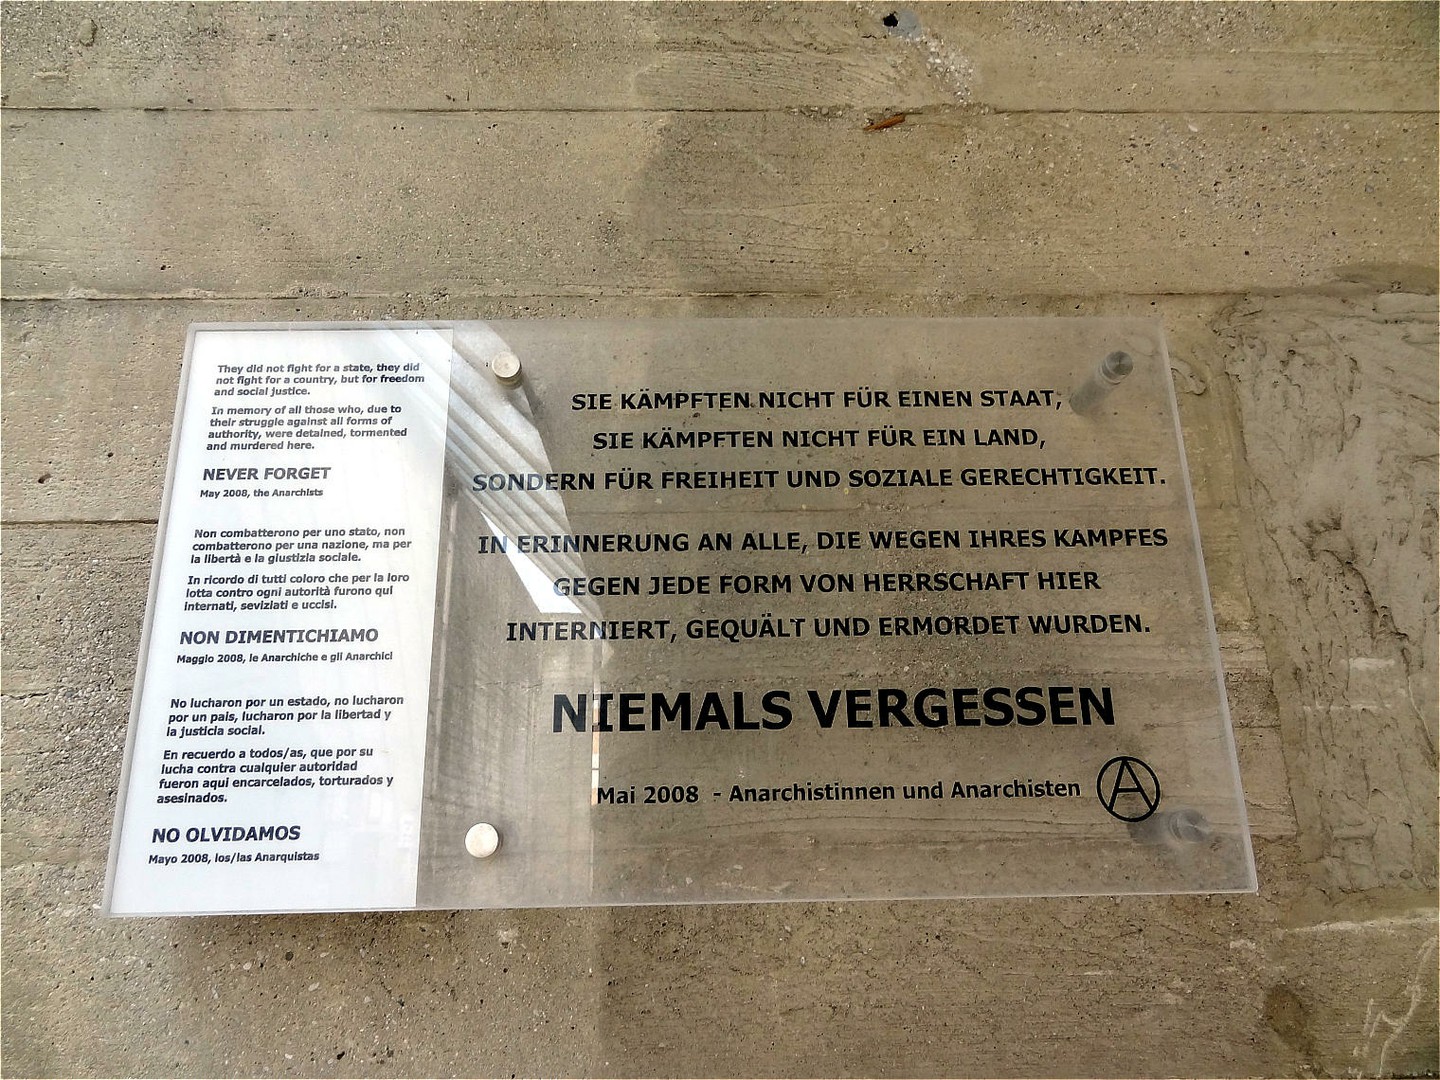 They did not fight for a state, they did
not fight for a country, but for freedom
and social justice.
In memory of all those who, due to
their struggle against all forms of
authority, were detained, tormented
and murdered here.
NEVER FORGET
May 2008, the Anarchists
Non combatterono per uno stato, non
combatterono per una nazione, ma per
la libertà e la giustizia sociale.
In ricordo di tutti coloro che per la loro
lotta contro ogni autorità furono qui
internati, seviziati e uccisi.
NON DIMENTICHIAMO
Maggio 2008, le Anarchiche e gli Anarchici
No lucharon por un estado, no lucharon
por un pais, lucharon por la libertad y
la justicia social.
En recuerdo a todos/as, que por su
lucha contra cualquier autoridad
fueron aqui encarcelados, torturados y
asesinados.
NO OLVIDAMOS
Mayo 2008, los/las Anarquistas
SIE KÄMPFTEN NICHT FÜR EINEN STAAT,
SIE KÄMPFTEN NICHT FÜR EIN LAND,
SONDERN FÜR FREIHEIT UND SOZIALE GERECHTIGKEIT.
IN ERINNERUNG AN ALLE, DIE WEGEN IHRES KAMPFES
GEGEN JEDE FORM VON HERRSCHAFT HIER
INTERNIERT, GEQUÄLT UND ERMORDET WURDEN.
NIEMALS VERGESSEN
Mai 2008 - Anarchistinnen und Anarchisten